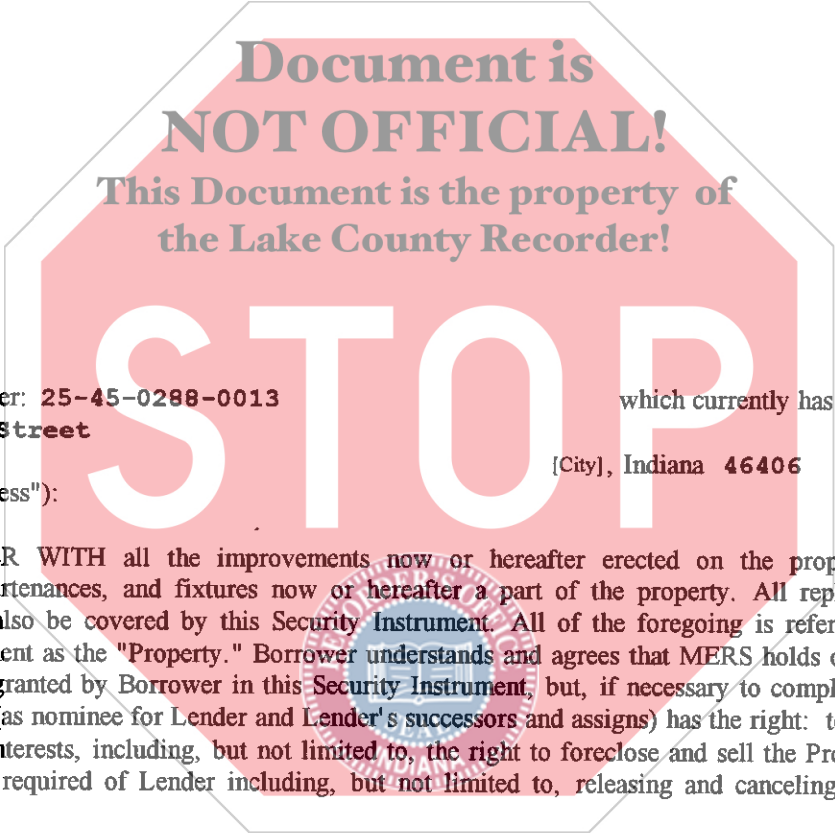 Document is
NOT OFFICIAL!
This Document is the property of
the Lake County Recorder!
STOP
er: 25-45-0288-0013 which currently has
Street
[City], Indiana 46406
ess"):
R WITH all the improvements now or hereafter erected on the prop
rtenances, and fixtures now or hereafter a part of the property. All repl
also be covered by this Security Instrument. All of the foregoing is refer
ent as the "Property." Borrower understands and agrees that MERS holds o
granted by Borrower in this Security Instrument, but, if necessary to compl
(as nominee for Lender and Lender's successors and assigns) has the right: t
nterests, including, but not limited to, the right to foreclose and sell the Pro
required of Lender including, but not limited to, releasing and canceling
RECORDER'S OFFICE
SEAL
INDIANA